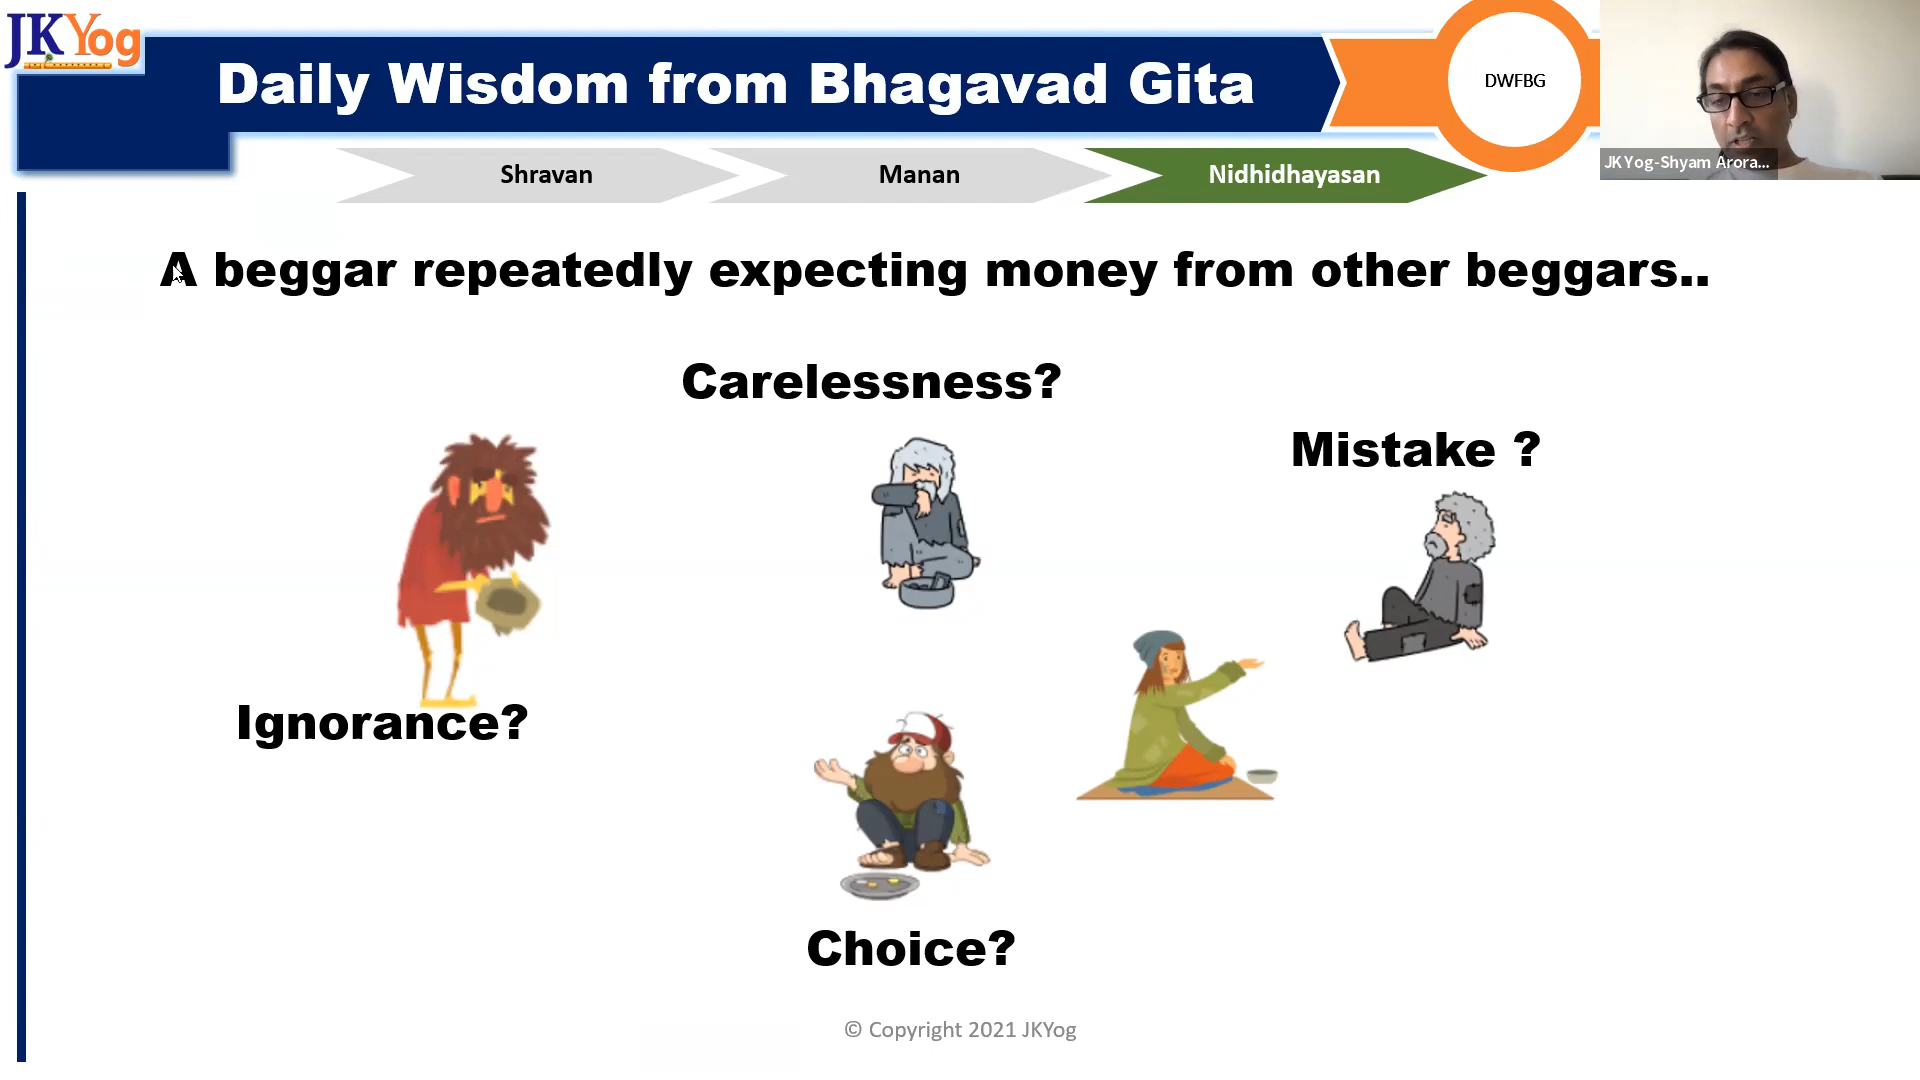 JKYog
Daily Wisdom from Bhagavad Gita
DWFBG
JKYog-Shyam Arora...
Shravan
Manan
Nidhidhayasan
A beggar repeatedly expecting money from other beggars..
Carelessness?
Mistake ?
Ignorance?
Choice?
© Copyright 2021 JKYog